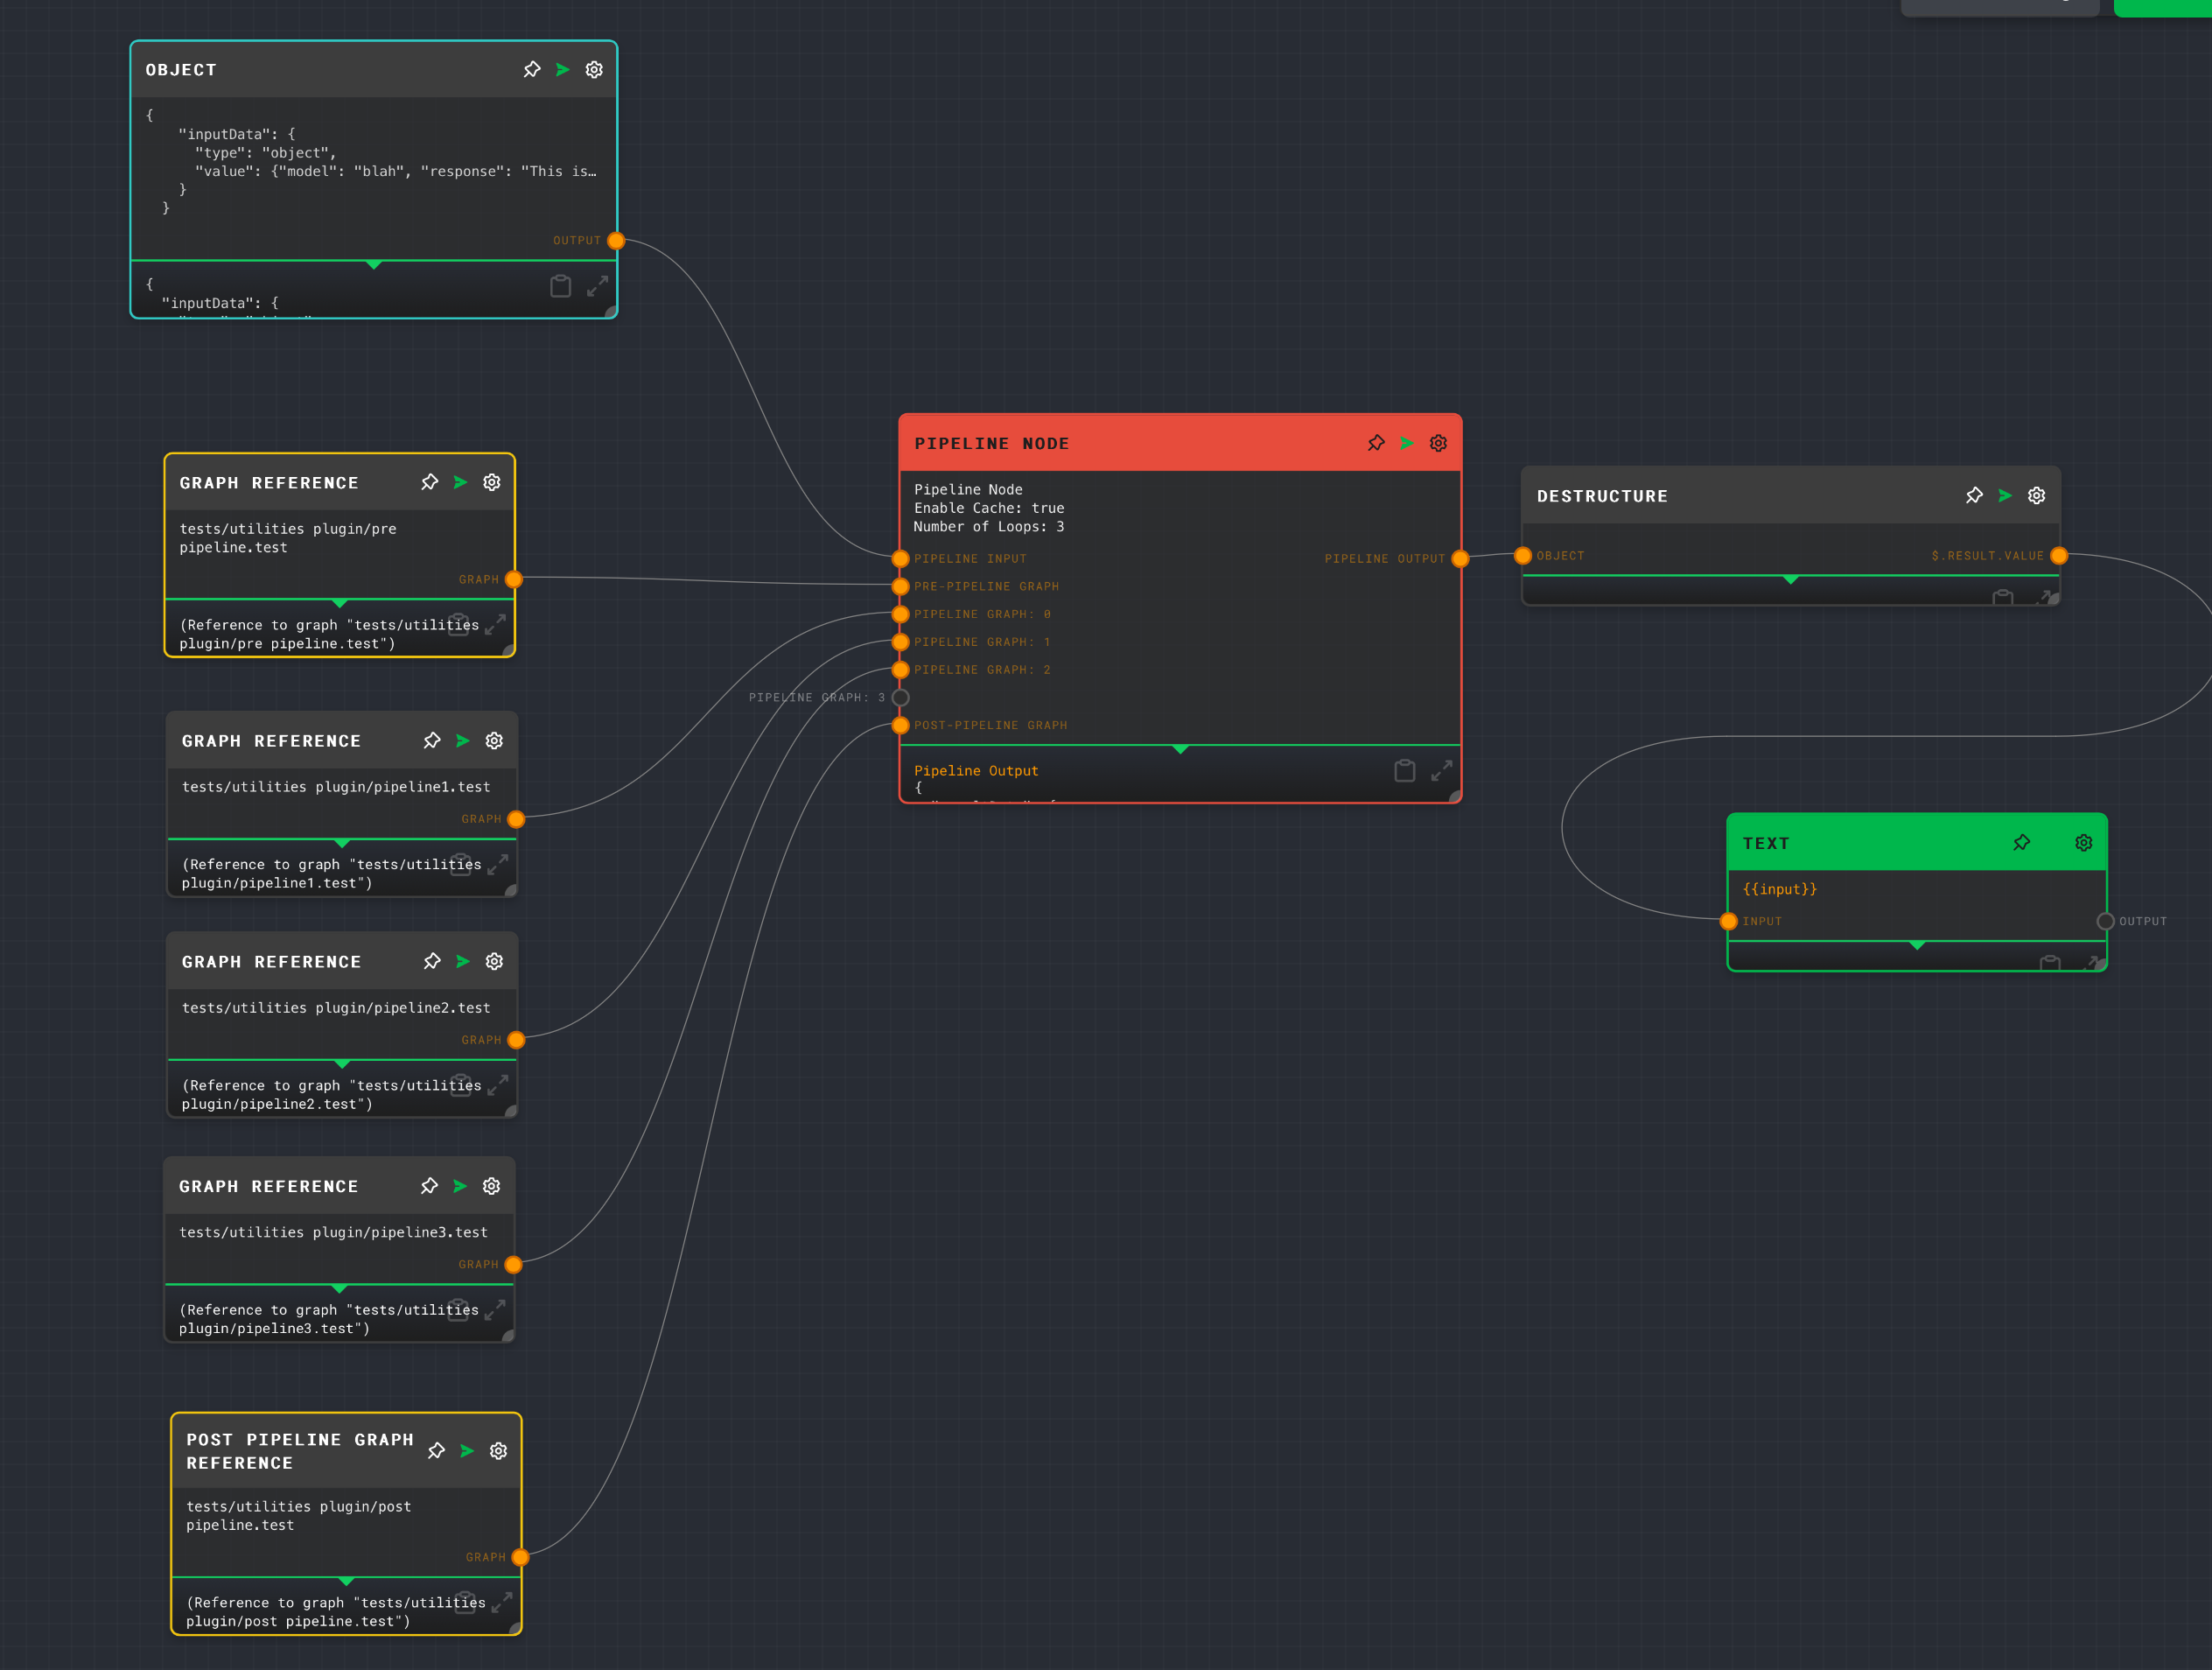 OBJECT
{
"inputData": {
"type": "object",
"value": {"model": "blah", "response": "This is…
}
}
OUTPUT
{
"inputData": {
GRAPH REFERENCE
tests/utilities plugin/pre
pipeline.test
GRAPH
(Reference to graph "tests/utilities
plugin/pre pipeline.test")
GRAPH REFERENCE
tests/utilities plugin/pipeline1.test
GRAPH
(Reference to graph "tests/utilities
plugin/pipeline1.test")
GRAPH REFERENCE
tests/utilities plugin/pipeline2.test
GRAPH
(Reference to graph "tests/utilities
plugin/pipeline2.test")
GRAPH REFERENCE
tests/utilities plugin/pipeline3.test
GRAPH
(Reference to graph "tests/utilities
plugin/pipeline3.test")
POST PIPELINE GRAPH
REFERENCE
tests/utilities plugin/post
pipeline.test
GRAPH
(Reference to graph "tests/utilities
plugin/post pipeline.test")
PIPELINE NODE
Pipeline Node
Enable Cache: true
Number of Loops: 3
PIPELINE INPUT
PIPELINE OUTPUT
PRE-PIPELINE GRAPH
PIPELINE GRAPH: 0
PIPELINE GRAPH: 1
PIPELINE GRAPH: 2
PIPELINE GRAPH: 3
POST-PIPELINE GRAPH
Pipeline Output
{
DESTRUCTURE
OBJECT
$.RESULT.VALUE
TEXT
{{input}}
INPUT
OUTPUT